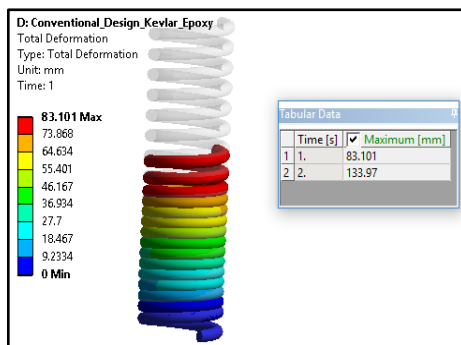 D: Conventional_Design_Kevlar_Epoxy
Total Deformation
Type: Total Deformation
Unit: mm
Time: 1
83.101 Max
73.868
64.634
55.401
46.167
36.934
27.7
18.467
9.2334
0 Min
Tabular Data
Time [s] Maximum [mm]
1 1. 83.101
2 2. 133.97